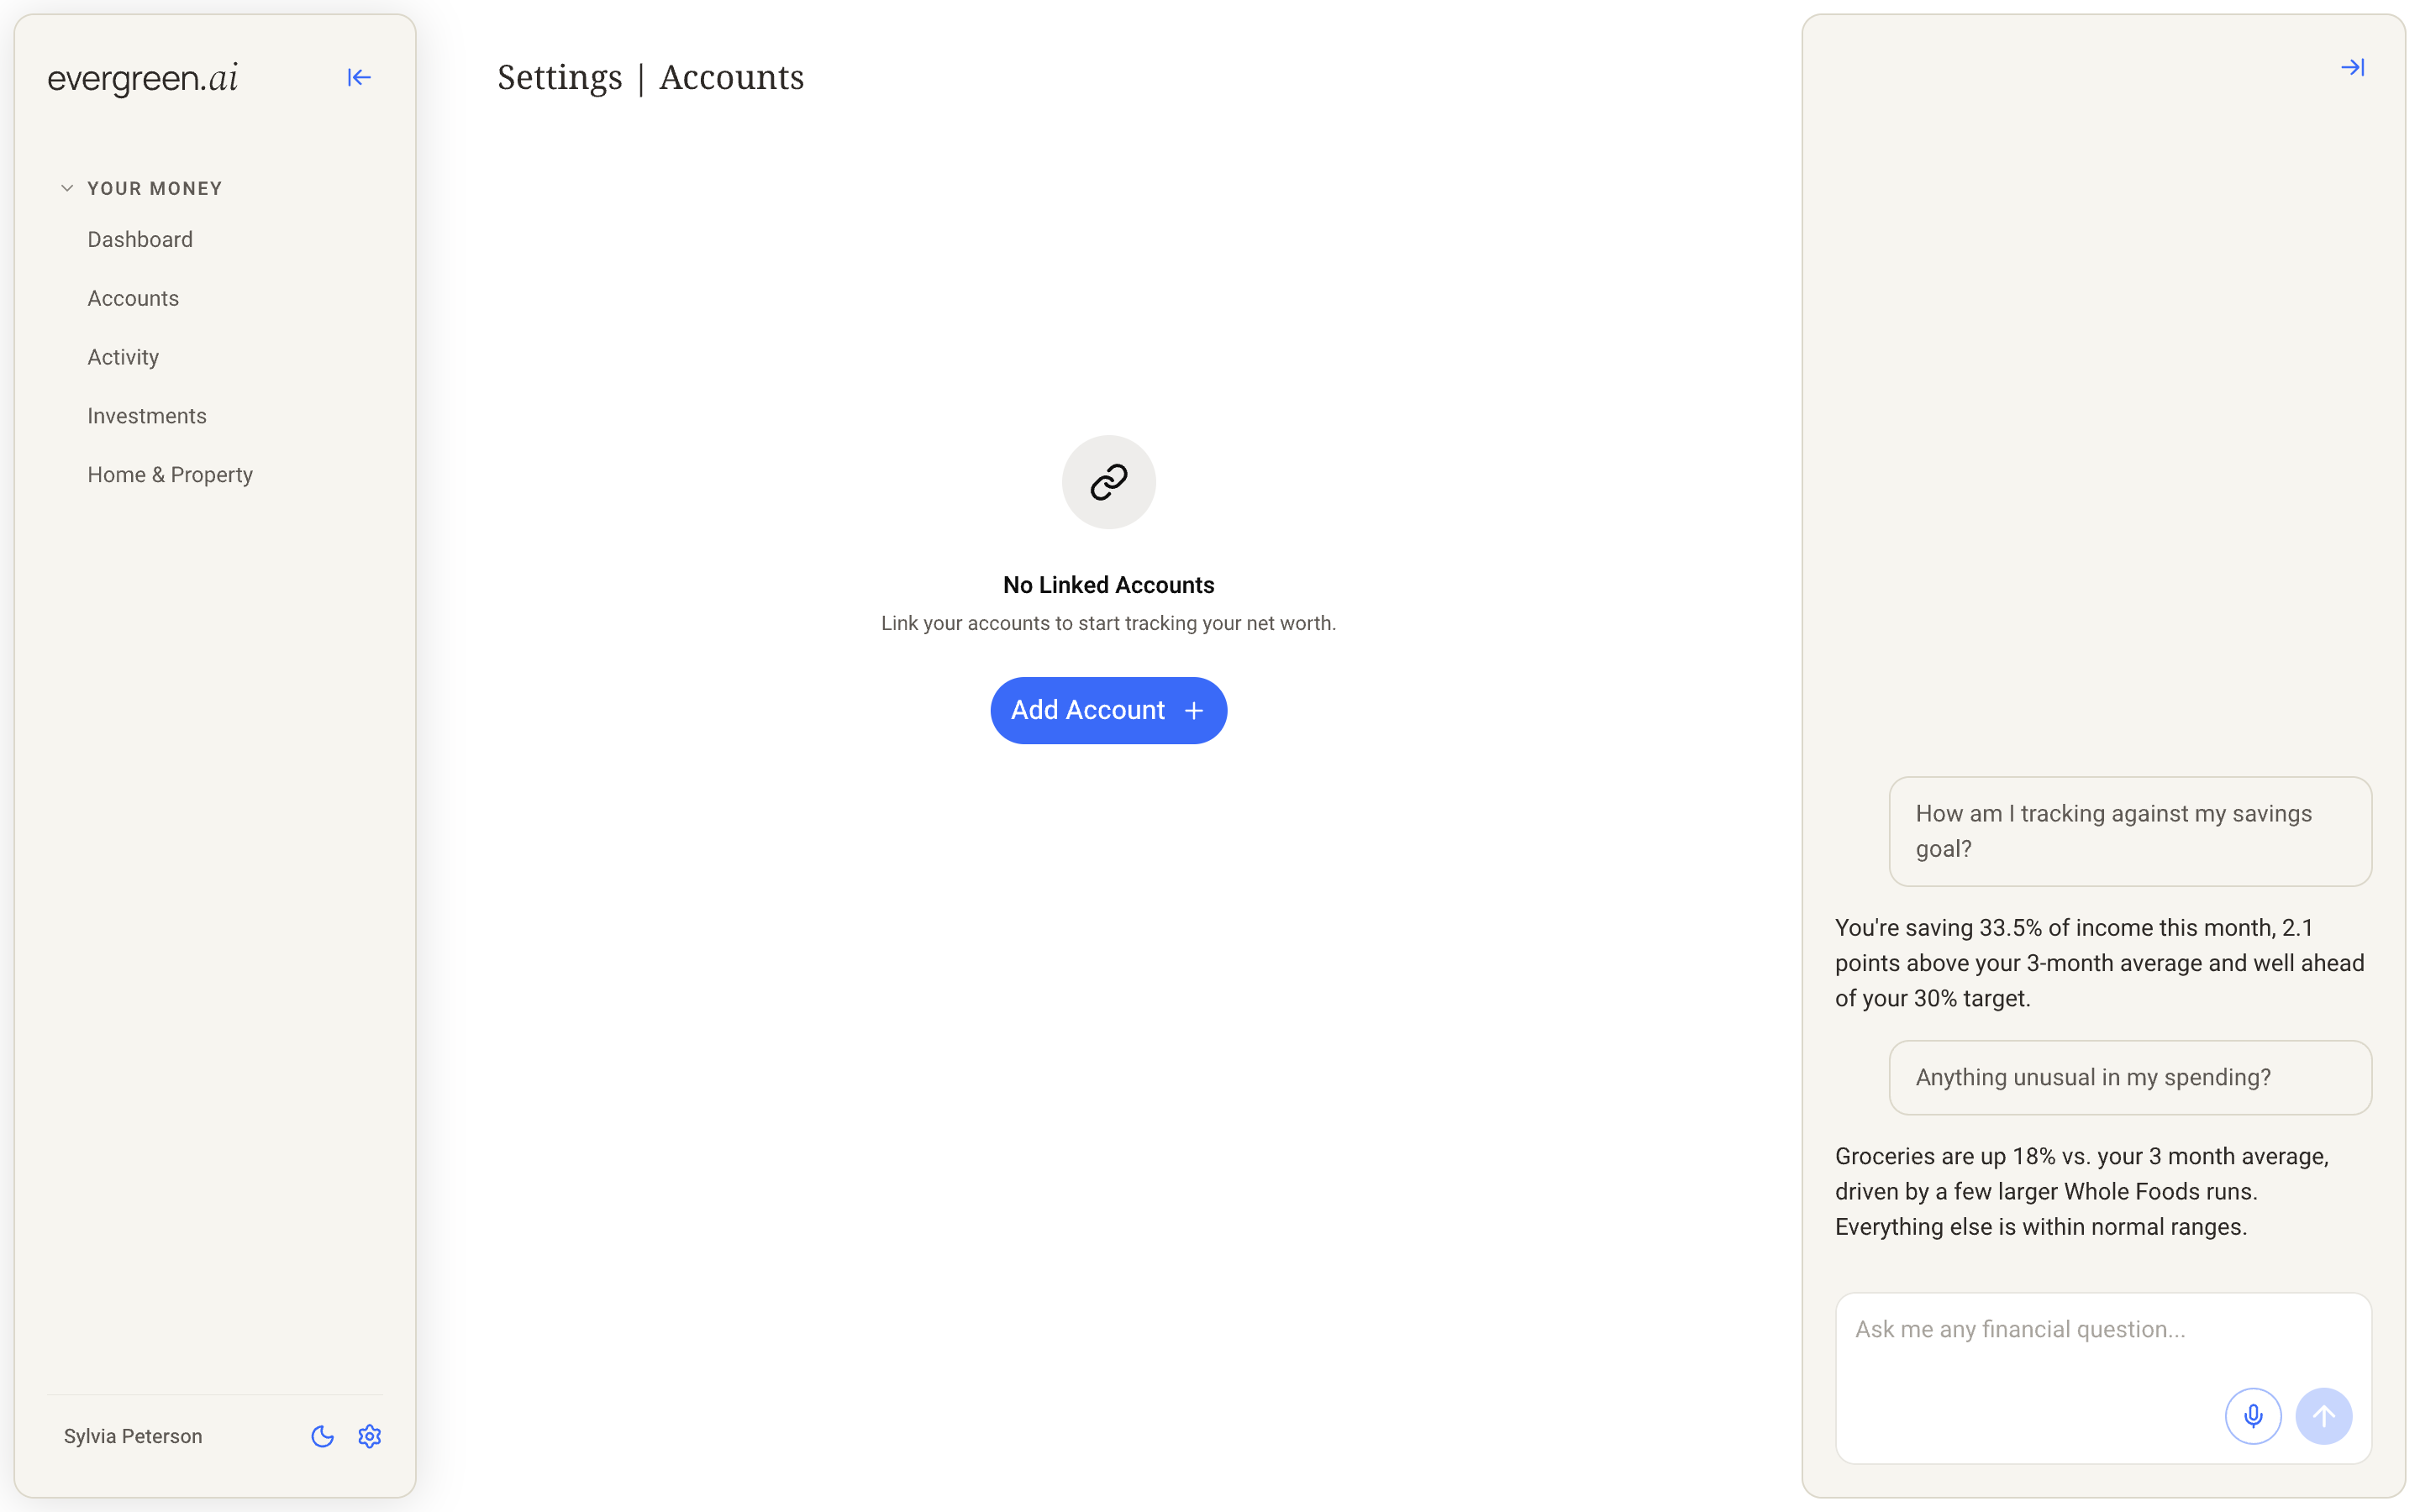 evergreen.ai
YOUR MONEY
Dashboard
Accounts
Activity
Investments
Home & Property
Sylvia Peterson
Settings | Accounts
No Linked Accounts
Link your accounts to start tracking your net worth.
Add Account
How am I tracking against my savings
goal?
You're saving 33.5% of income this month, 2.1
points above your 3-month average and well ahead
of your 30% target.
Anything unusual in my spending?
Groceries are up 18% vs. your 3 month average,
driven by a few larger Whole Foods runs.
Everything else is within normal ranges.
Ask me any financial question...